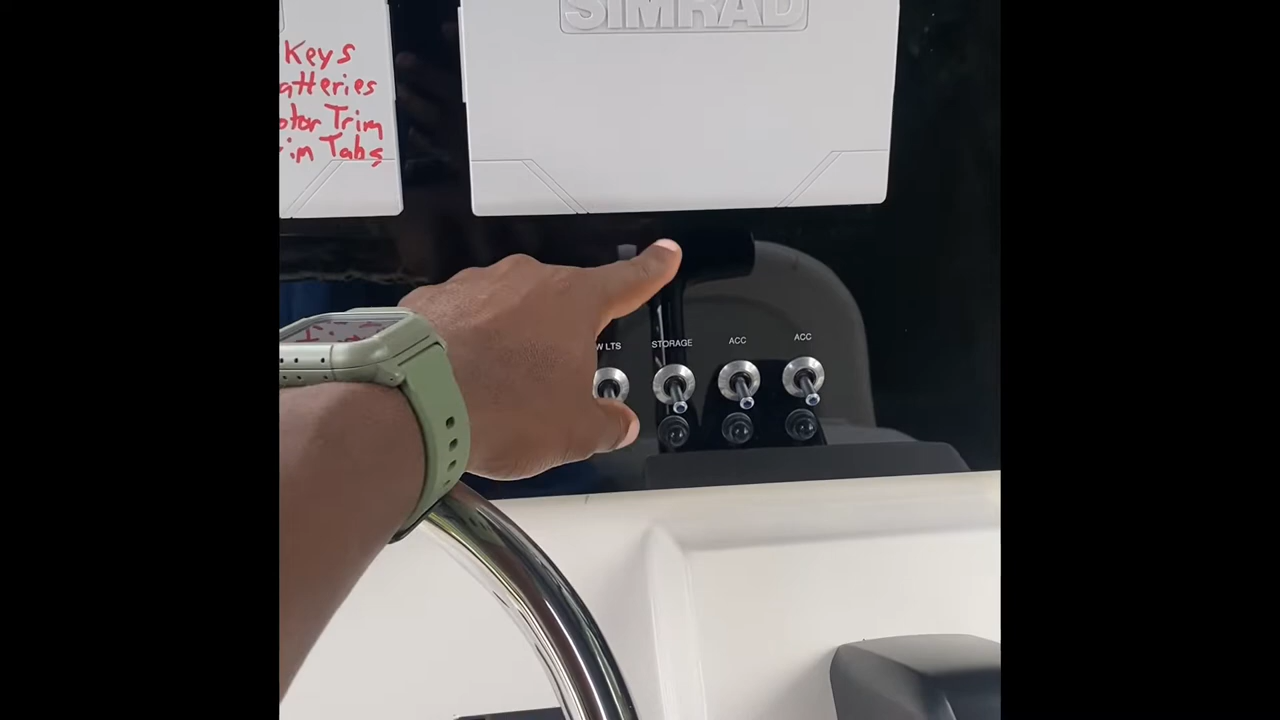 SIMRAD
Keys
atteries
otor Trim
im Tabs
W LTS
STORAGE
ACC
ACC